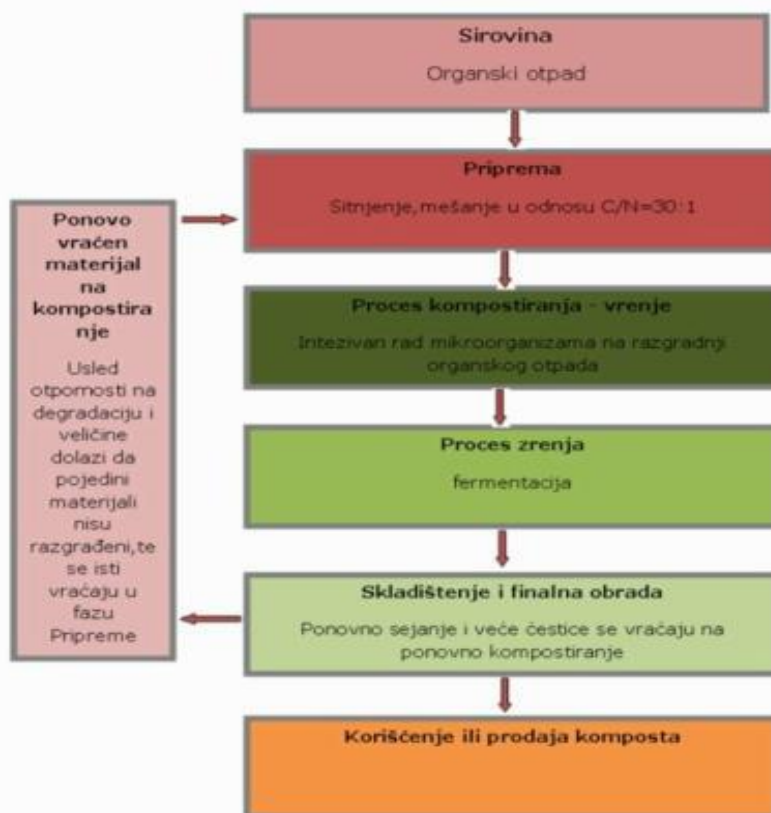 Sirovina
Organski otpad
Priprema
Sitnjenje,mešanje u odnosu C/N=30:1
Ponovo
vraćen
materijal
na
kompostira
nje
Usled
otpornosti na
degradaciju i
veličine
dolazi da
pojedini
materijali
nisu
razgrađeni,te
se isti
vraćaju u
fazu
Pripreme
Proces kompostiranja - vrenje
Intezivan rad mikroorganizama na razgradnji
organskog otpada
Proces zrenja
fermentacija
Skladištenje i finalna obrada
Ponovno sejanje i veće čestice se vraćaju na
ponovno kompostiranje
Korišćenje ili prodaja komposta